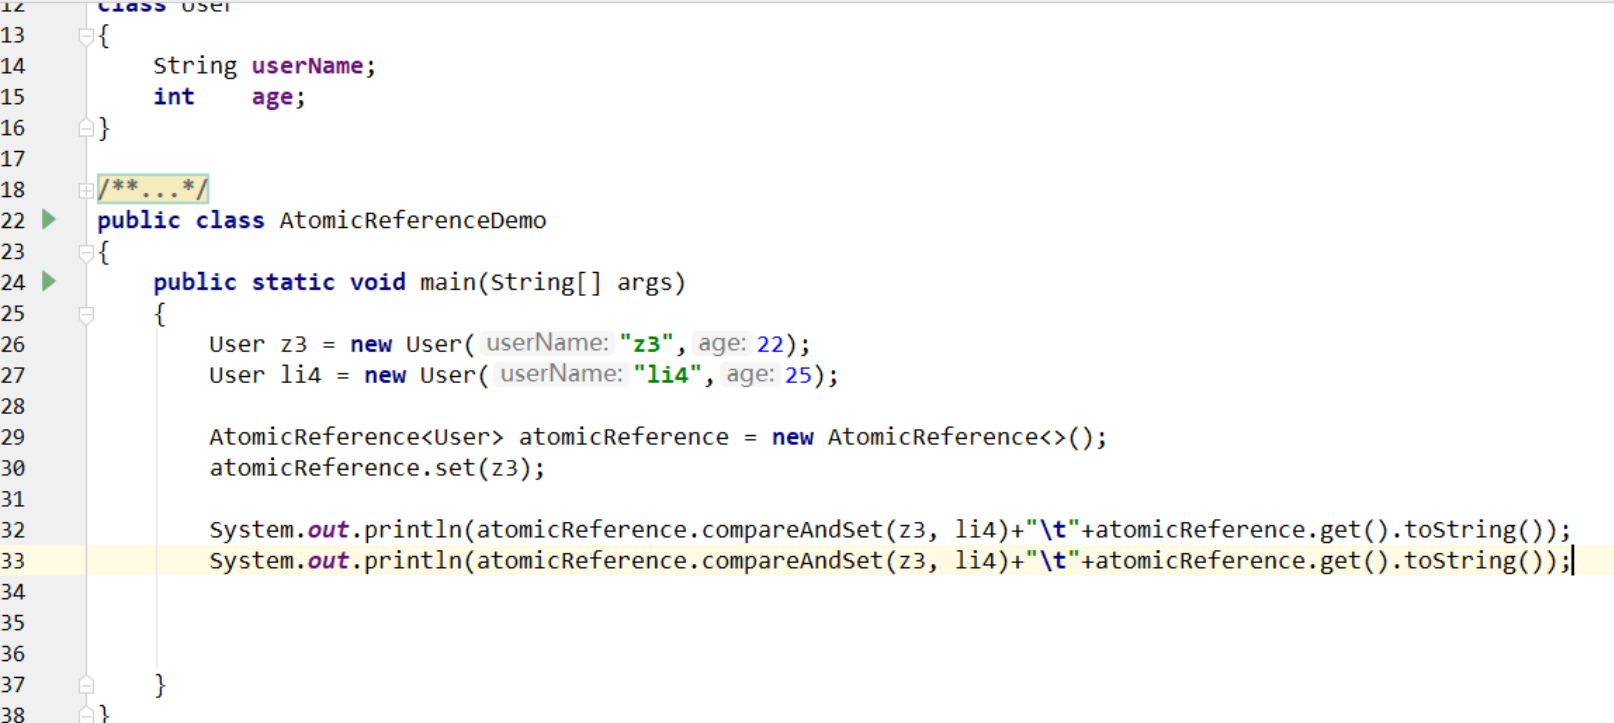 12 class User
13 {
14 String userName;
15 int age;
16 }
17
18 /**...*/
22 public class AtomicReferenceDemo
23 {
24 public static void main(String[] args)
25 {
26 User z3 = new User( userName: "z3", age: 22);
27 User li4 = new User( userName: "li4", age: 25);
28
29 AtomicReference<User> atomicReference = new AtomicReference<>();
30 atomicReference.set(z3);
31
32 System.out.println(atomicReference.compareAndSet(z3, li4)+"\t"+atomicReference.get().toString());
33 System.out.println(atomicReference.compareAndSet(z3, li4)+"\t"+atomicReference.get().toString());
34
35
36
37 }
38 }